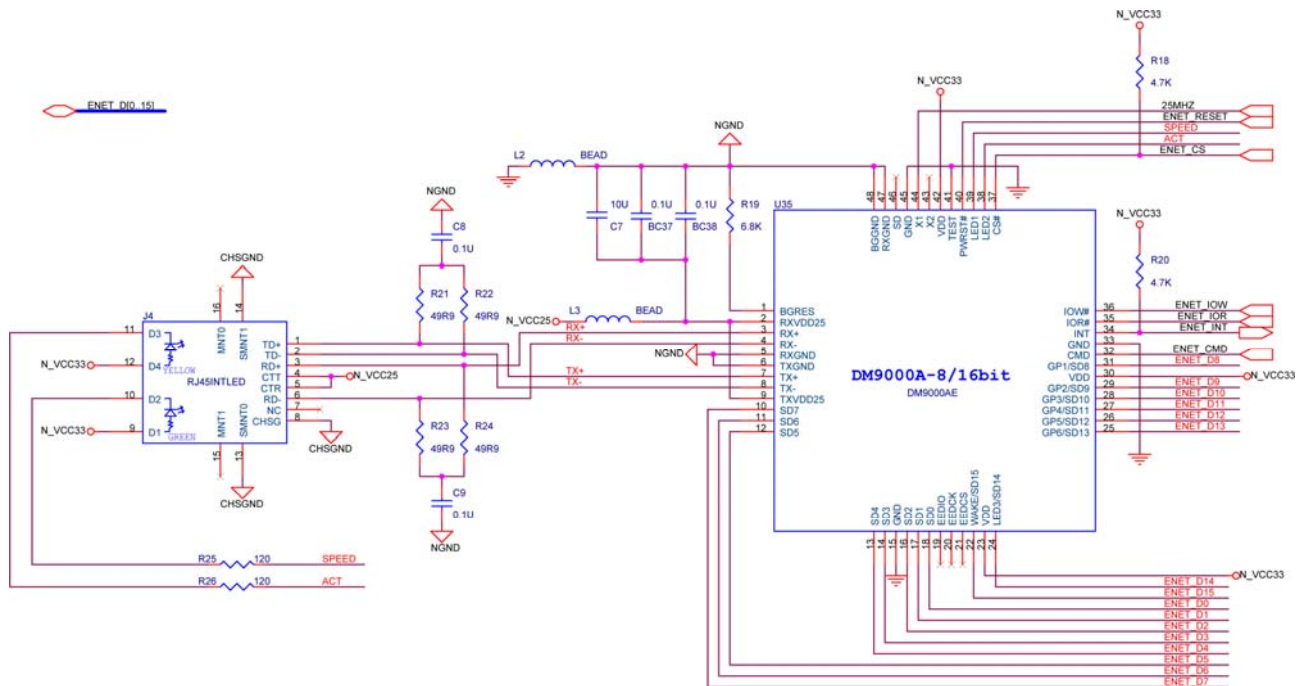 N_VCC33
R18
4.7K
N_VCC33
ENET_D[0..15]
NGND
25MHZ
ENET_RESET
SPEED
ACT
ENET_CS
L2 BEAD
NGND
10U 0.1U 0.1U
C7 BC37 BC38
R19
6.8K
U35
48 47 46 45 44 43 42 41 40 39 38 37
BGGND RXGND SD GND X1 X2 VDD TEST PWRST# LED1 LED2 CS#
N_VCC33
R20
4.7K
C8
0.1U
CHSGND
R21 R22
49R9 49R9
L3 BEAD
N_VCC25
RX+
RX-
NGND
TX+
TX-
J4
16 14
MNT0 SMNT1
11 D3
N_VCC33 12 D4
YELLOW
RJ45INTLED
10 D2
N_VCC33 9 D1
GREEN
MNT1 SMNT0
15 13
CHSGND
TD+ 1
TD- 2
RD+ 3
CTT 4
CTR 5
RD- 6
NC 7
CHSG 8
N_VCC25
CHSGND
R23 R24
49R9 49R9
C9
0.1U
NGND
1 BGRES
2 RXVDD25
3 RX+
4 RX-
5 RXGND
6 TXGND
7 TX+
8 TX-
9 TXVDD25
10 SD7
11 SD6
12 SD5
DM9000A-8/16bit
DM9000AE
IOW# 36 ENET_IOW
IOR# 35 ENET_IOR
INT 34 ENET_INT
GND 33
CMD 32 ENET_CMD
GP1/SD8 31 ENET_D8
VDD 30 N_VCC33
GP2/SD9 29 ENET_D9
GP3/SD10 28 ENET_D10
GP4/SD11 27 ENET_D11
GP5/SD12 26 ENET_D12
GP6/SD13 25 ENET_D13
SD4 SD3 GND SD2 SD1 SD0 EEDIO EEDCK EEDCS WAKE/SD15 VDD LED3/SD14
13 14 15 16 17 18 19 20 21 22 23 24
R25 120 SPEED
R26 120 ACT
N_VCC33
ENET_D14
ENET_D15
ENET_D0
ENET_D1
ENET_D2
ENET_D3
ENET_D4
ENET_D5
ENET_D6
ENET_D7